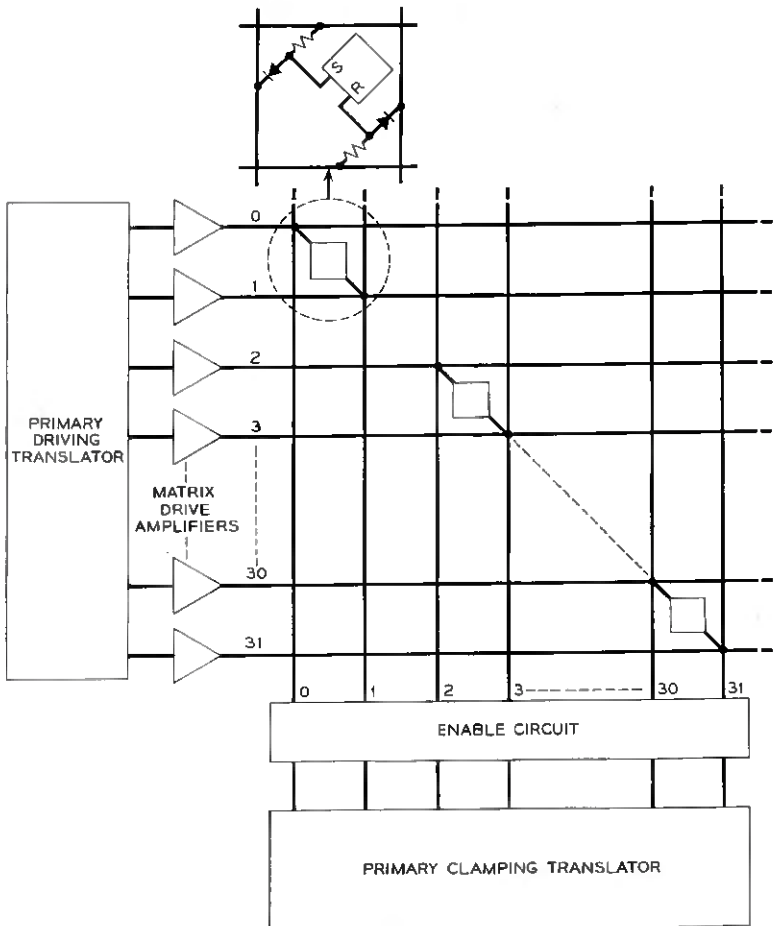 S
R
0
1
2
3
PRIMARY
DRIVING
TRANSLATOR
MATRIX
DRIVE
AMPLIFIERS
30
31
0 1 2 3 30 31
ENABLE CIRCUIT
PRIMARY CLAMPING TRANSLATOR